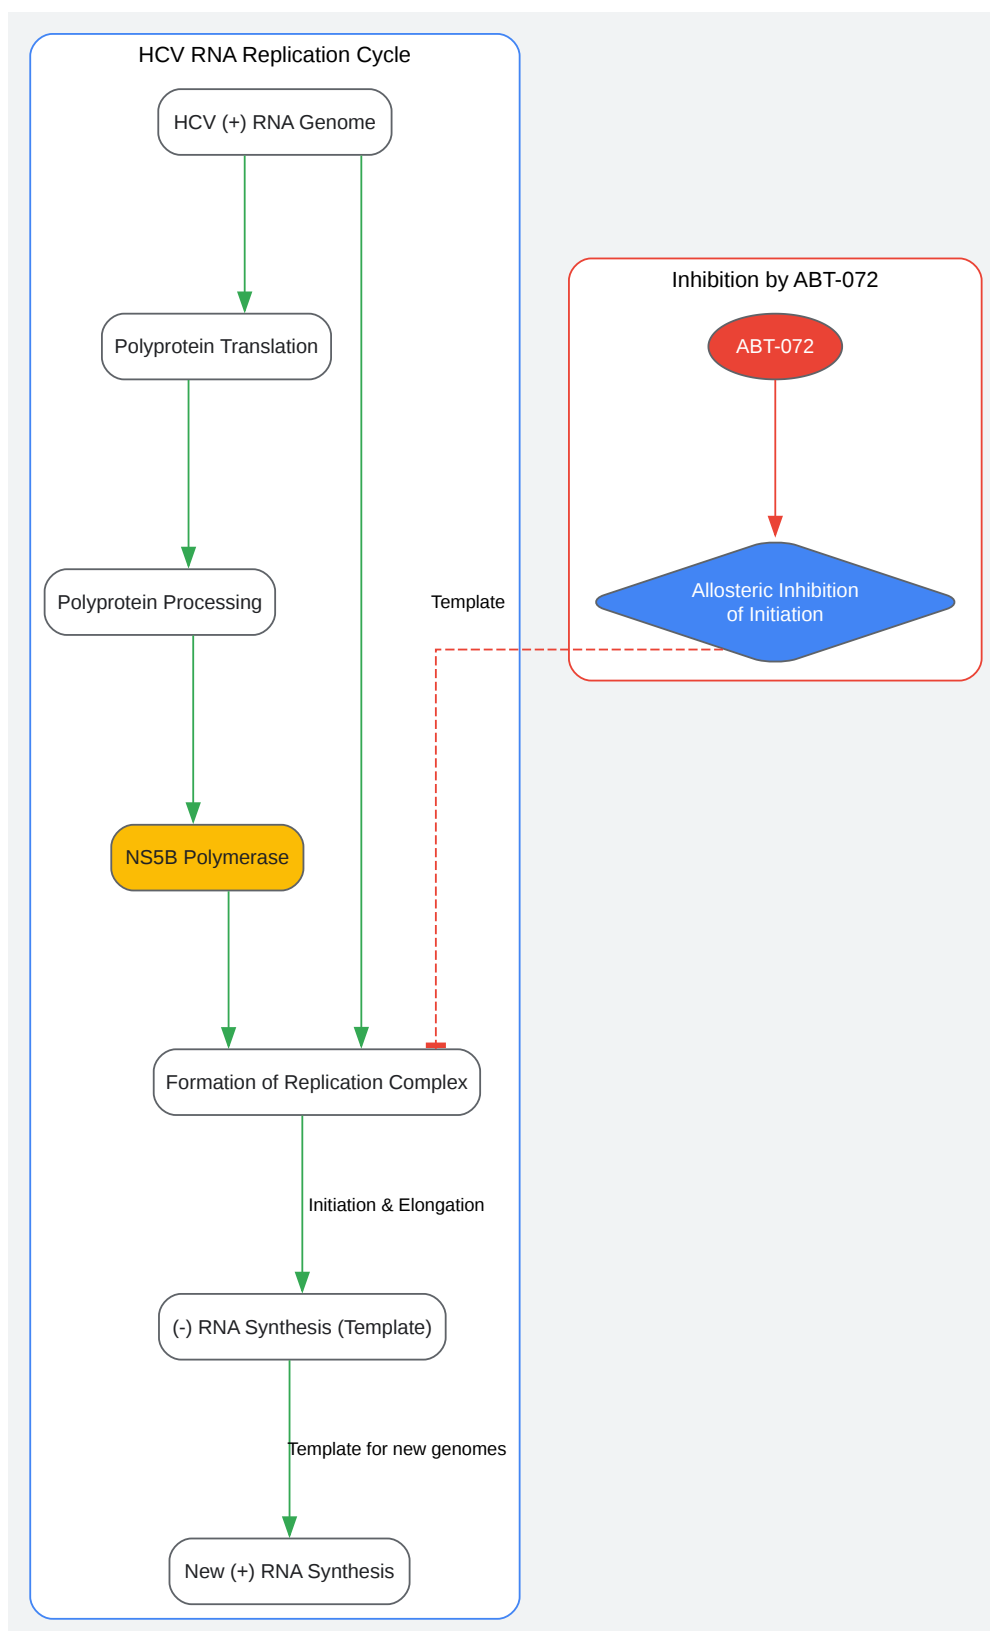 HCV RNA Replication Cycle
HCV (+) RNA Genome
Inhibition by ABT-072
Polyprotein Translation
ABT-072
Polyprotein Processing
Template
Allosteric Inhibition
of Initiation
NS5B Polymerase
Formation of Replication Complex
Initiation & Elongation
(-) RNA Synthesis (Template)
Template for new genomes
New (+) RNA Synthesis